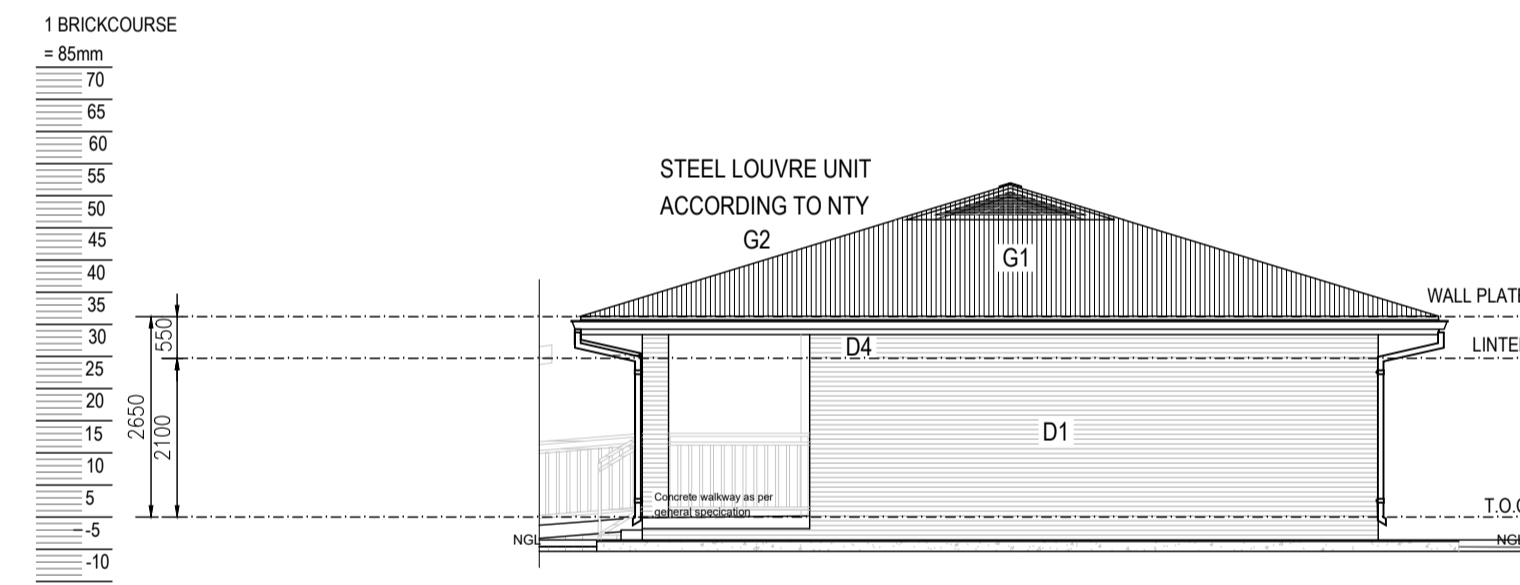 1 BRICKCOURSE
= 85mm
70
65
60
55
50
45
40
35
30
25
20
15
10
5
-5
-10
2650
550
2100
STEEL LOUVRE UNIT
ACCORDING TO NTY
G2
G1
D4
D1
Concrete walkway as per
general specication
NGL
WALL PLATE
LINTE
T.O.C
NGL